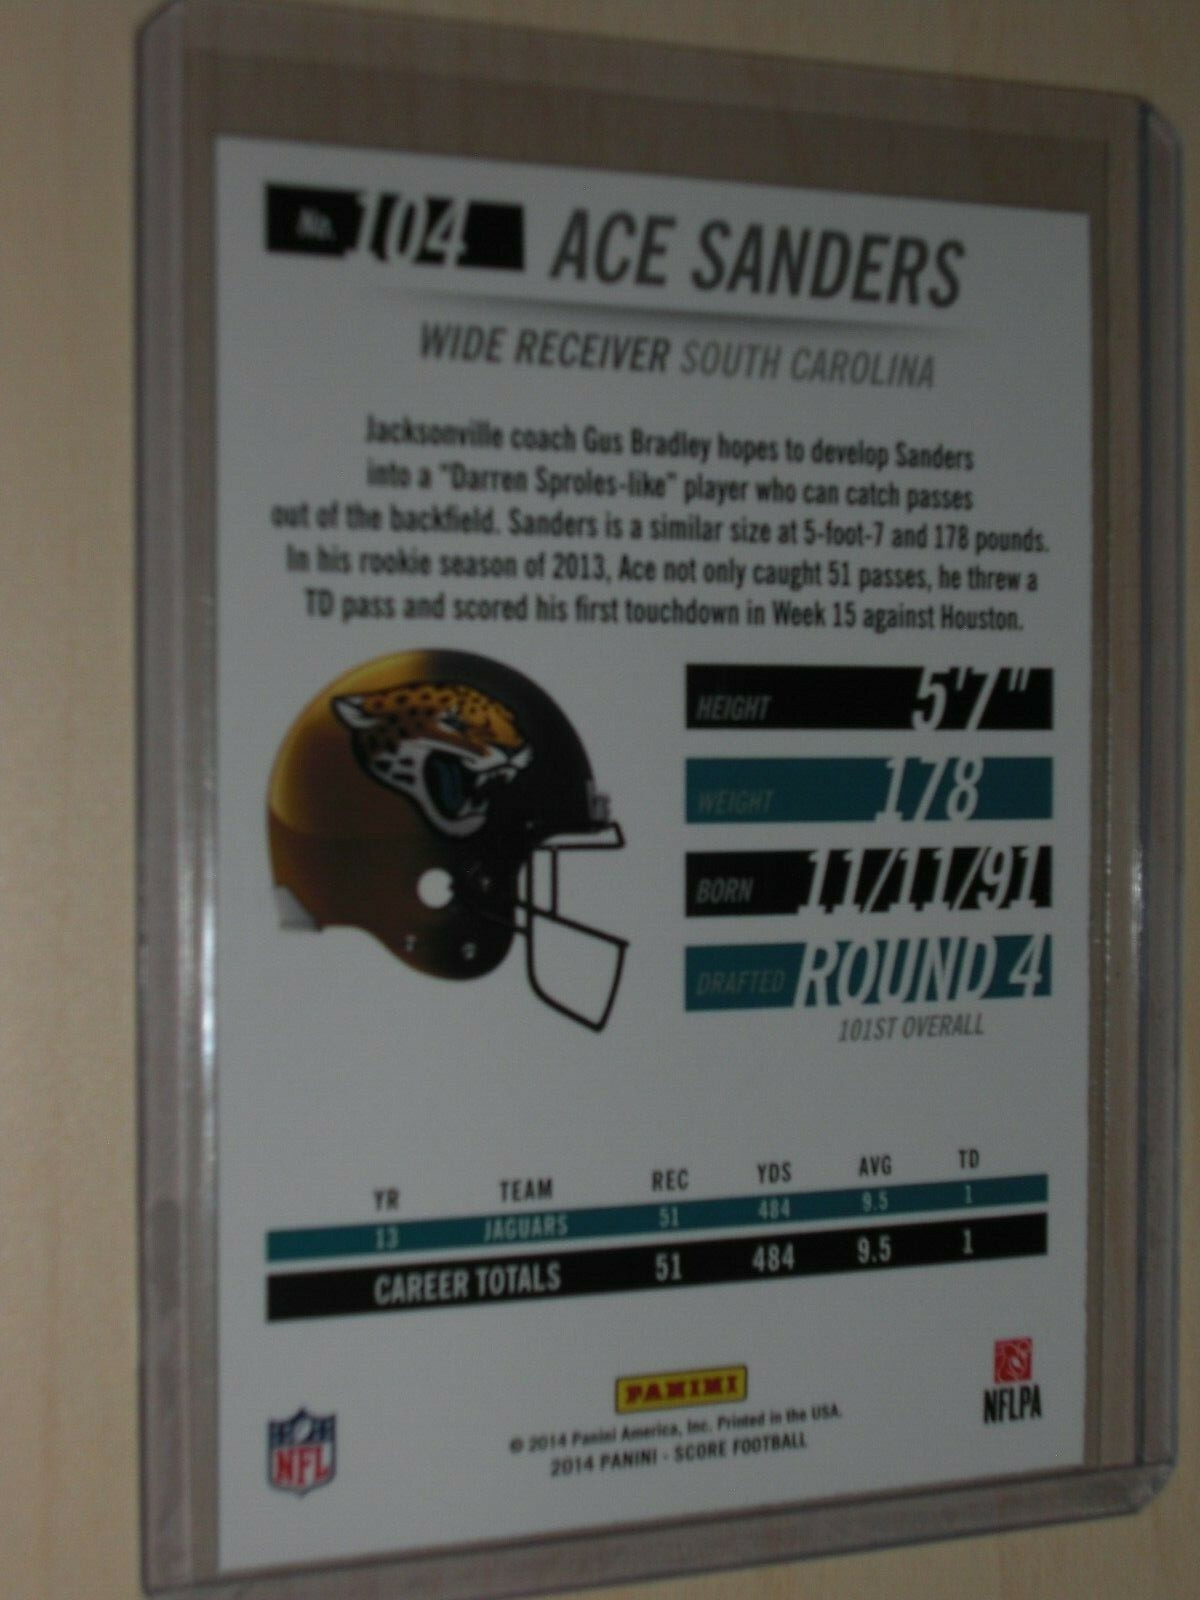 No. 104 ACE SANDERS
WIDE RECEIVER SOUTH CAROLINA
Jacksonville coach Gus Bradley hopes to develop Sanders
into a "Darren Sproles-like" player who can catch passes
out of the backfield. Sanders is a similar size at 5-foot-7 and 178 pounds.
In his rookie season of 2013, Ace not only caught 51 passes, he threw a
TD pass and scored his first touchdown in Week 15 against Houston.
HEIGHT 5'7"
WEIGHT 178
BORN 11/11/91
DRAFTED ROUND 4
101ST OVERALL
YR TEAM REC YDS AVG TD
13 JAGUARS 51 484 9.5 1
CAREER TOTALS 51 484 9.5 1
PANINI
© 2014 Panini America, Inc. Printed in the USA.
2014 PANINI - SCORE FOOTBALL
NFL
NFLPA